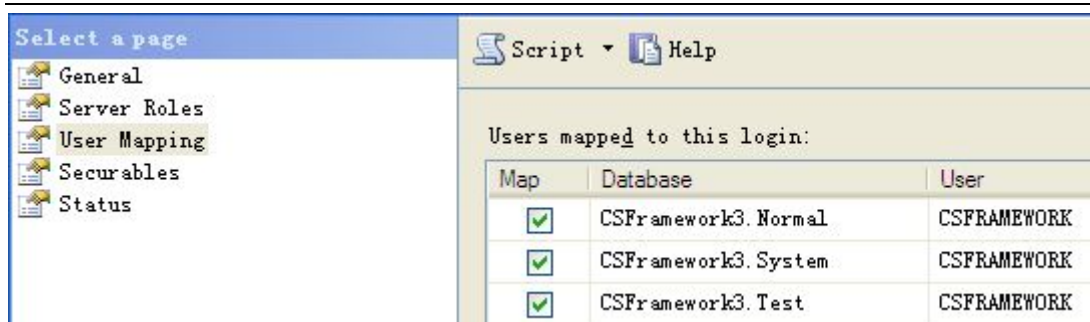 Select a page
General
Server Roles
User Mapping
Securables
Status
Script Help
Users mapped to this login:
Map Database User
CSFramework3.Normal CSFRAMEWORK
CSFramework3.System CSFRAMEWORK
CSFramework3.Test CSFRAMEWORK